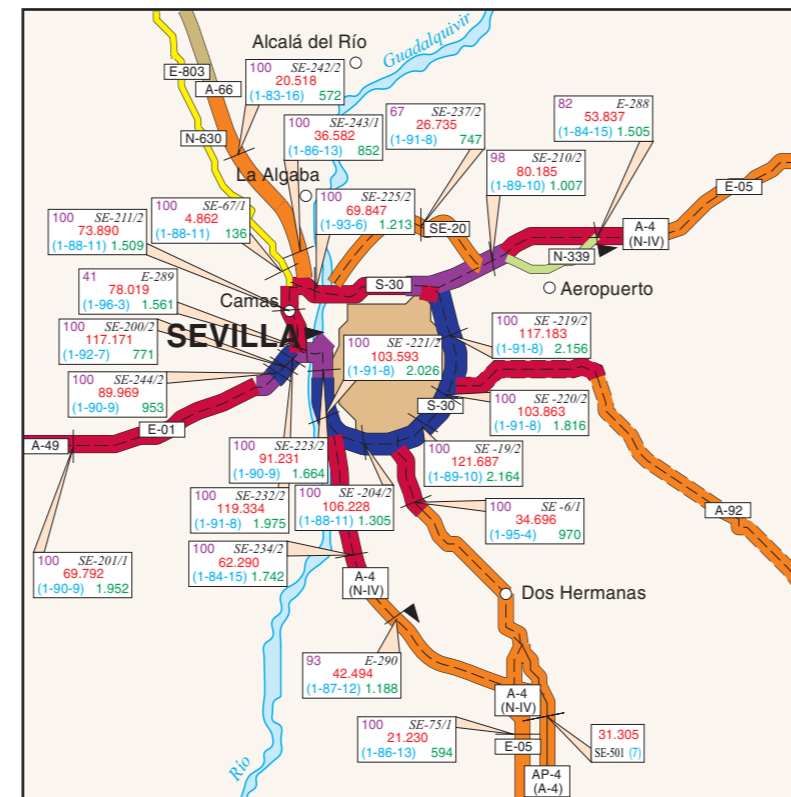 Alcalá del Río
Guadalquivir
E-803
A-66
N-630
100 SE-242/2
20.518
(1-83-16) 572
100 SE-243/1
36.582
(1-86-13) 852
67 SE-237/2
26.735
(1-91-8) 747
82 E-288
53.837
(1-84-15) 1.505
98 SE-210/2
80.185
(1-89-10) 1.007
La Algaba
100 SE-225/2
69.847
(1-93-6) 1.213
E-05
100 SE-67/1
4.862
(1-88-11) 136
100 SE-211/2
73.890
(1-88-11) 1.509
SE-20
A-4
(N-IV)
N-339
41 E-289
78.019
(1-96-3) 1.561
S-30
Aeropuerto
Camas
SEVILLA
100 SE-200/2
117.171
(1-92-7) 771
100 SE -221/2
103.593
(1-91-8) 2.026
100 SE -219/2
117.183
(1-91-8) 2.156
100 SE-244/2
89.969
(1-90-9) 953
100 SE -220/2
103.863
(1-91-8) 1.816
S-30
E-01
A-49
100 SE-223/2
91.231
(1-90-9) 1.664
100 SE -19/2
121.687
(1-89-10) 2.164
100 SE-232/2
119.334
(1-91-8) 1.975
100 SE -204/2
106.228
(1-88-11) 1.305
100 SE -6/1
34.696
(1-95-4) 970
A-92
100 SE-201/1
69.792
(1-90-9) 1.952
100 SE-234/2
62.290
(1-84-15) 1.742
A-4
(N-IV)
Dos Hermanas
93 E-290
42.494
(1-87-12) 1.188
A-4
(N-IV)
100 SE-75/1
21.230
(1-86-13) 594
E-05
31.305
SE-501 (7)
Río
AP-4
(A-4)